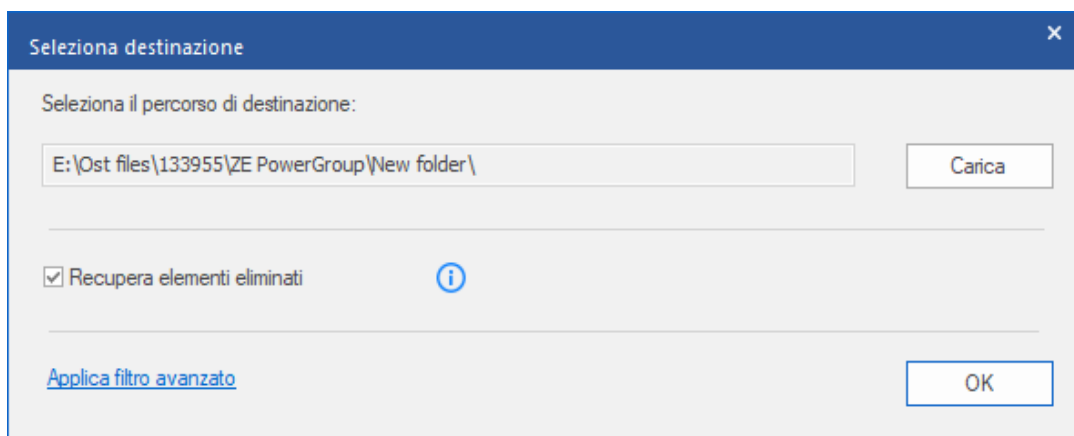 Seleziona destinazione
Seleziona il percorso di destinazione:
E:\Ost files\133955\ZE PowerGroup\New folder\
Carica
Recupera elementi eliminati
Applica filtro avanzato
OK